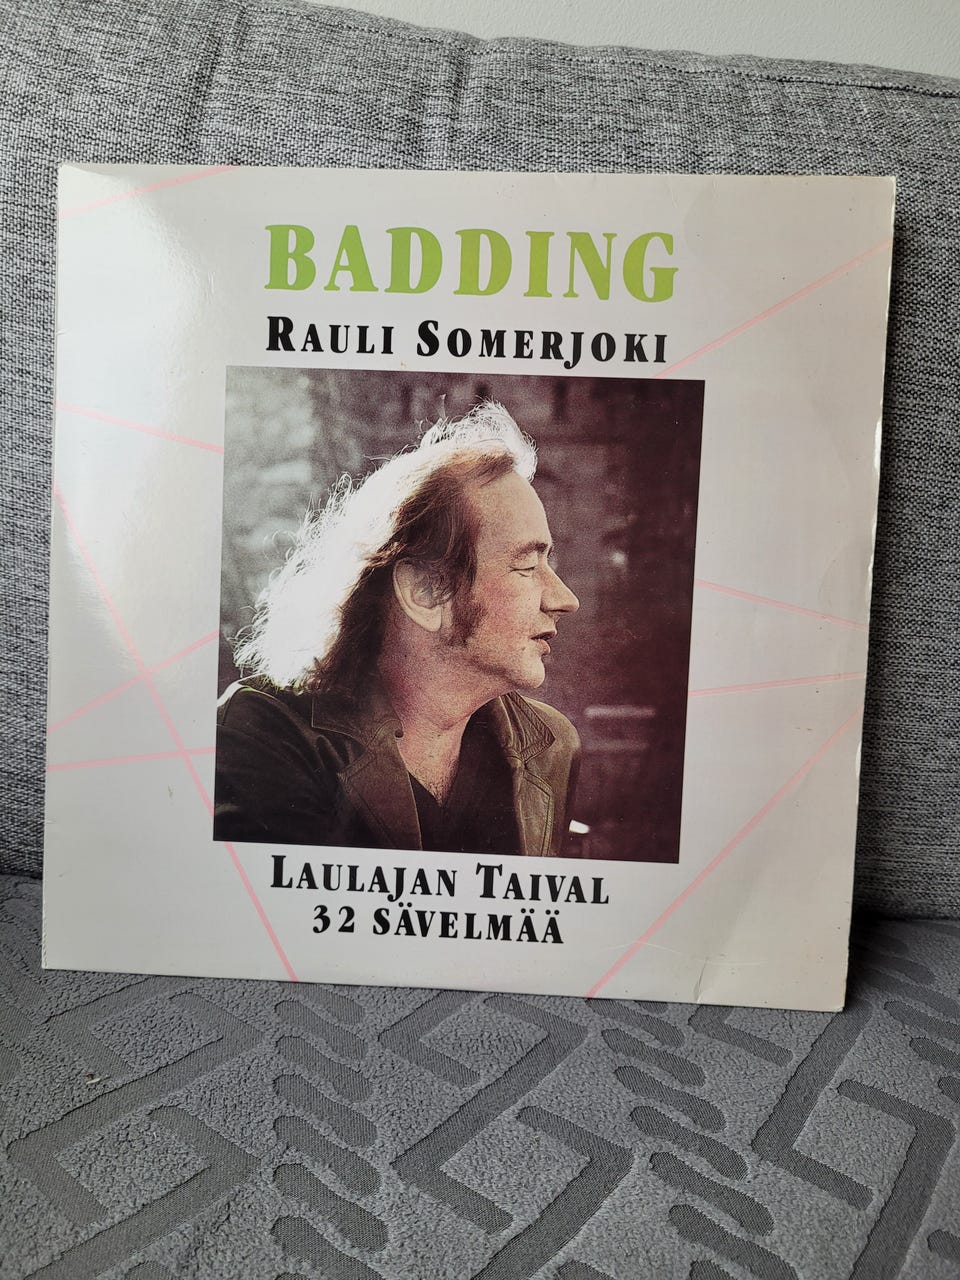 BADDING
RAULI SOMERJOKI
LAULAJAN TAIVAL
32 SÄVELMÄÄ